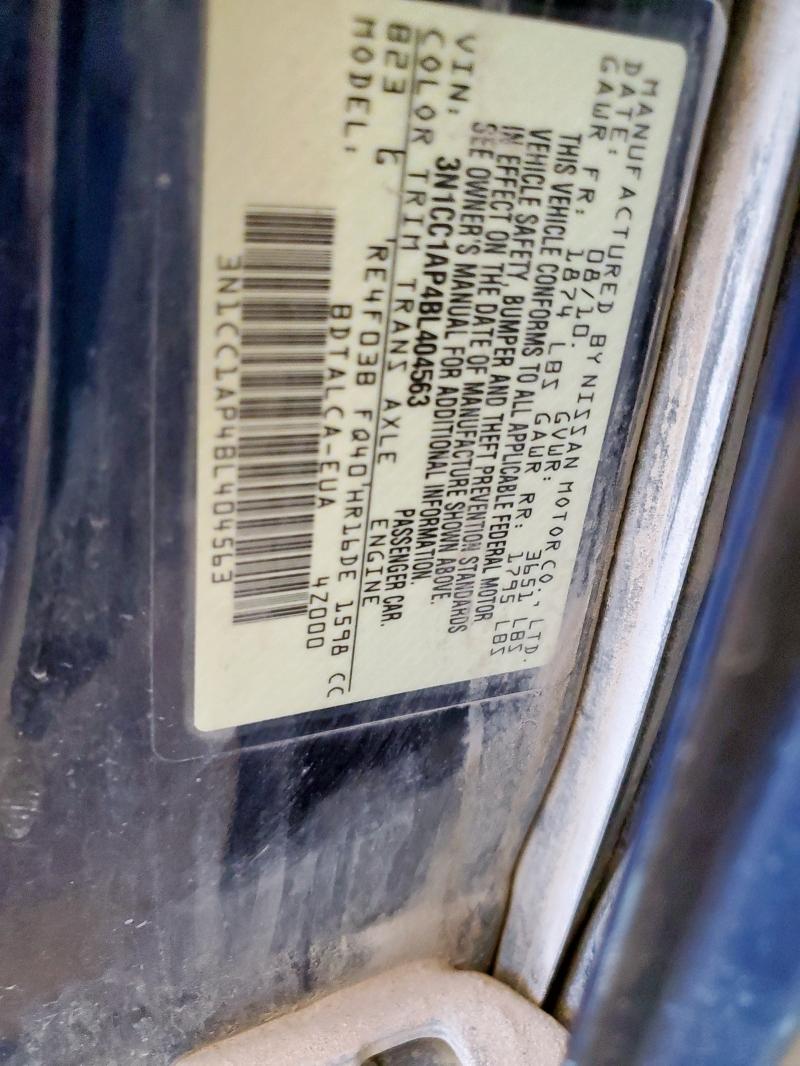 MANUFACTURED BY NISSAN MOTOR CO., LTD.
DATE: 08/10. GVWR: 3651 LBS
GAWR FR: 1874 LBS GAWR RR: 1795 LBS
THIS VEHICLE CONFORMS TO ALL APPLICABLE FEDERAL MOTOR
VEHICLE SAFETY, BUMPER AND THEFT PREVENTION STANDARDS
IN EFFECT ON THE DATE OF MANUFACTURE SHOWN ABOVE.
SEE OWNER'S MANUAL FOR ADDITIONAL INFORMATION.
VIN: 3N1CC1AP4BL404563 PASSENGER CAR.
COLOR TRIM TRANS AXLE ENGINE
B23 G RE4F03B FQ40 HR16DE 1598 CC
MODEL: BDTALCA-EUA 4Z000
3N1CC1AP4BL404563